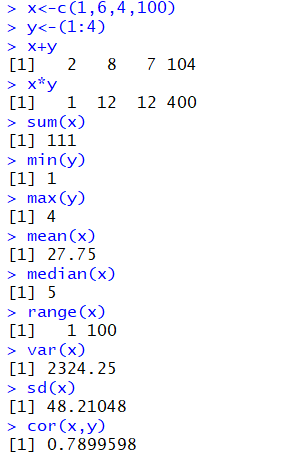 > x<-c(1,6,4,100)
> y<-(1:4)
> x+y
[1]   2   8   7 104
> x*y
[1]   1  12  12 400
> sum(x)
[1] 111
> min(y)
[1] 1
> max(y)
[1] 4
> mean(x)
[1] 27.75
> median(x)
[1] 5
> range(x)
[1]   1 100
> var(x)
[1] 2324.25
> sd(x)
[1] 48.21048
> cor(x,y)
[1] 0.7899598